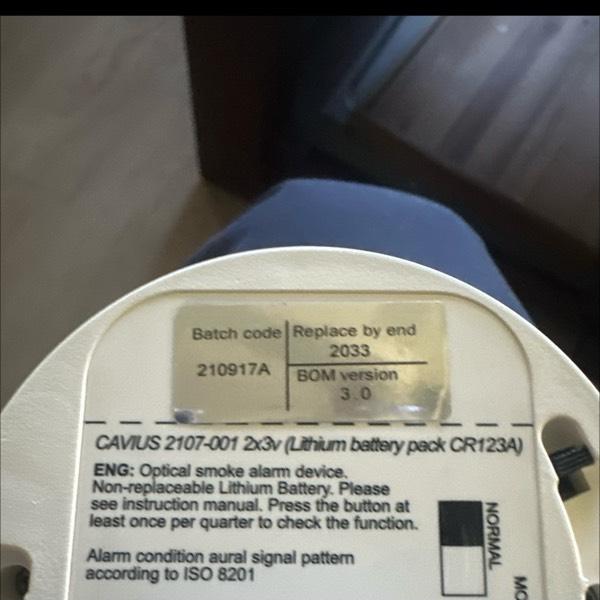 Batch code
210917A
Replace by end
2033
BOM version
3.0
CAVIUS 2107-001 2x3v (Lithium battery pack CR123A)
ENG: Optical smoke alarm device.
Non-replaceable Lithium Battery. Please
see instruction manual. Press the button at
least once per quarter to check the function.
Alarm condition aural signal pattern
according to ISO 8201
NORMAL